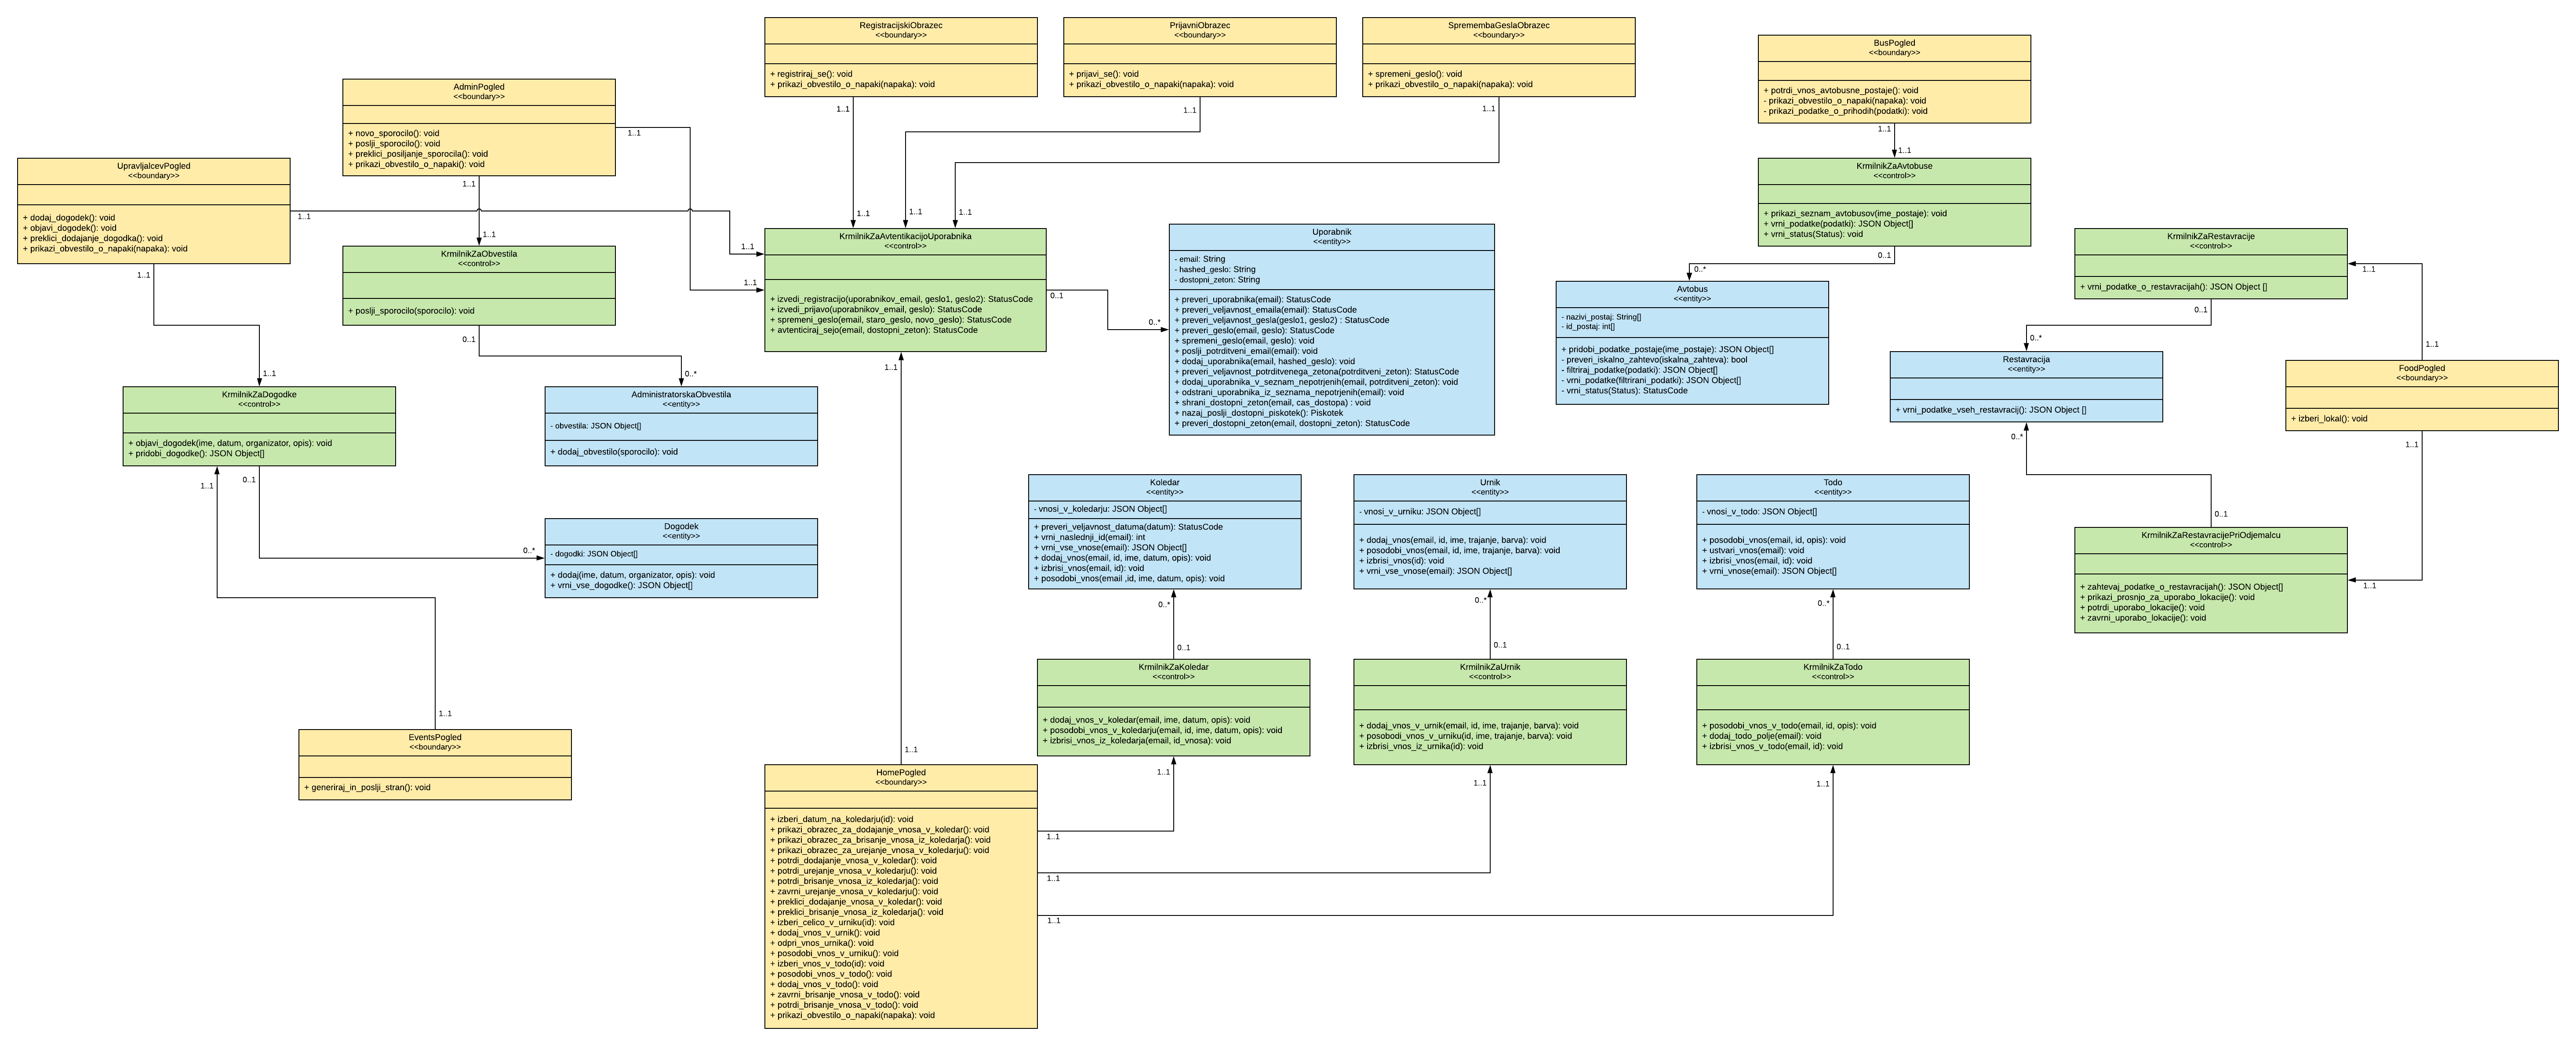 RegistracijskiObrazec
<<boundary>>
+ registriraj_se(): void
+ prikazi_obvestilo_o_napaki(napaka): void
1..1
1..1
PrijavniObrazec
<<boundary>>
+ prijavi_se(): void
+ prikazi_obvestilo_o_napaki(napaka): void
1..1
1..1
SprememebaGeslaObrazec
<<boundary>>
+ spremeni_geslo(): void
+ prikazi_obvestilo_o_napaki(napaka): void
1..1
1..1
BusPogled
<<boundary>>
+ potrdi_vnos_avtobusne_postaje(): void
- prikazi_obvestilo_o_napaki(napaka): void
- prikazi_podatke_o_prihodih(podatki): void
1..1
1..1
AdminPogled
<<boundary>>
+ novo_sporocilo(): void
+ poslji_sporocilo(): void
+ preklici_posiljanje_sporocila(): void
+ prikazi_obvestilo_o_napaki(): void
1..1
1..1
1..1
1..1
UpravljalcevPogled
<<boundary>>
+ dodaj_dogodek(): void
+ objavi_dogodek(): void
+ preklici_dodajanje_dogodka(): void
+ prikazi_obvestilo_o_napaki(napaka): void
1..1
1..1
1..1
1..1
KrmilnikZaObvestila
<<control>>
+ poslji_sporocilo(sporocilo): void
0..1
0..*
KrmilnikZaAvtentikacijoUporabnika
<<control>>
+ izvedi_registracijo(uporabnikov_email, geslo1, geslo2): StatusCode
+ izvedi_prijavo(uporabnikov_email, geslo): StatusCode
+ spremeni_geslo(email, staro_geslo, novo_geslo): StatusCode
+ avtenticiraj_sejo(email, dostopni_zeton): StatusCode
0..1
0..*
1..1
Uporabnik
<<entity>>
- email: String
- hashed_geslo: String
- dostopni_zeton: String
+ preveri_uporabnika(email): StatusCode
+ preveri_veljavnost_emaila(email): StatusCode
+ preveri_veljavnost_gesla(geslo1, geslo2) : StatusCode
+ preveri_geslo(email, geslo): StatusCode
+ spremeni_geslo(email, geslo): void
+ poslji_potrditveni_email(email): void
+ dodaj_uporabnika(email, hashed_geslo): void
+ preveri_veljavnost_potrditvenega_zetona(potrditveni_zeton): StatusCode
+ dodaj_uporabnika_v_seznam_nepotrjenih(email, potrditveni_zeton): void
+ odstrani_uporabnika_iz_seznama_nepotrjenih(email): void
+ shrani_dostopni_zeton(email, cas_dostopa) : void
+ nazaj_poslji_dostopni_piskotek(): Piskotek
+ preveri_dostopni_zeton(email, dostopni_zeton): StatusCode
KrmilnikZaAvtobuse
<<control>>
+ prikazi_seznam_avtobusov(ime_postaje): void
+ vrni_podatke(podatki): JSON Object[]
+ vrni_status(Status): void
0..1
0..*
Avtobus
<<entity>>
- nazivi_postaj: String[]
- id_postaj: int[]
+ pridobi_podatke_postaje(ime_postaje): JSON Object[]
- preveri_iskalno_zahtevo(iskalna_zahteva): bool
- filtriraj_podatke(podatki): JSON Object[]
- vrni_podatke(filtrirani_podatki): JSON Object[]
- vrni_status(Status): StatusCode
KrmilnikZaRestavracije
<<control>>
+ vrni_podatke_o_restavracijah(): JSON Object []
1..1
0..1
0..*
1..1
Restavracija
<<entity>>
+ vrni_podatke_vseh_restavracij(): JSON Object []
0..*
FoodPogled
<<boundary>>
+ izberi_lokal(): void
1..1
KrmilnikZaDogodke
<<control>>
+ objavi_dogodek(ime, datum, organizator, opis): void
+ pridobi_dogodke(): JSON Object[]
1..1
0..1
AdministratorskaObvestila
<<entity>>
- obvestila: JSON Object[]
+ dodaj_obvestilo(sporocilo): void
Dogodek
<<entity>>
- dogodki: JSON Object[]
+ dodaj(ime, datum, organizator, opis): void
+ vrni_vse_dogodke(): JSON Object[]
0..*
Koledar
<<entity>>
- vnosi_v_koledarju: JSON Object[]
+ preveri_veljavnost_datuma(datum): StatusCode
+ vrni_naslednji_id(email): int
+ vrni_vse_vnose(email): JSON Object[]
+ dodaj_vnos(email, id, ime, datum, opis): void
+ izbrisi_vnos(email, id): void
+ posodobi_vnos(email ,id, ime, datum, opis): void
0..*
0..1
Urnik
<<entity>>
- vnosi_v_urniku: JSON Object[]
+ dodaj_vnos(email, id, ime, trajanje, barva): void
+ posodobi_vnos(email, id, ime, trajanje, barva): void
+ izbrisi_vnos(id): void
+ vrni_vse_vnose(email): JSON Object[]
0..*
0..1
Todo
<<entity>>
- vnosi_v_todo: JSON Object[]
+ posodobi_vnos(email, id, opis): void
+ ustvari_vnos(email): void
+ izbrisi_vnos(email, id): void
+ vrni_vnose(email): JSON Object[]
0..*
0..1
0..1
KrmilnikZaRestavracijePriOdjemalcu
<<control>>
+ zahtevaj_podatke_o_restavracijah(): JSON Object[]
+ prikazi_prosnjo_za_uporabo_lokacije(): void
+ potrdi_uporabo_lokacije(): void
+ zavrni_uporabo_lokacije(): void
1..1
KrmilnikZaKoledar
<<control>>
+ dodaj_vnos_v_koledar(email, ime, datum, opis): void
+ posodobi_vnos_v_koledarju(email, id, ime, datum, opis): void
+ izbrisi_vnos_iz_koledarja(email, id_vnosa): void
1..1
KrmilnikZaUrnik
<<control>>
+ dodaj_vnos_v_urnik(email, id, ime, trajanje, barva): void
+ posobodi_vnos_v_urniku(id, ime, trajanje, barva): void
+ izbrisi_vnos_iz_urnika(id): void
1..1
KrmilnikZaTodo
<<control>>
+ posodobi_vnos_v_todo(email, id, opis): void
+ dodaj_todo_polje(email): void
+ izbrisi_vnos_v_todo(email, id): void
1..1
1..1
EventsPogled
<<boundary>>
+ generiraj_in_poslji_stran(): void
1..1
HomePogled
<<boundary>>
+ izberi_datum_na_koledarju(id): void
+ prikazi_obrazec_za_dodajanje_vnosa_v_koledar(): void
+ prikazi_obrazec_za_brisanje_vnosa_iz_koledarja(): void
+ prikazi_obrazec_za_urejanje_vnosa_v_koledarju(): void
+ potrdi_dodajanje_vnosa_v_koledar(): void
+ potrdi_urejanje_vnosa_v_koledarju(): void
+ potrdi_brisanje_vnosa_iz_koledarja(): void
+ zavrni_urejanje_vnosa_v_koledarju(): void
+ preklici_dodajanje_vnosa_v_koledar(): void
+ preklici_brisanje_vnosa_iz_koledarja(): void
+ izberi_celico_v_urniku(id): void
+ dodaj_vnos_v_urnik(): void
+ odpri_vnos_urnika(): void
+ posodobi_vnos_v_urniku(): void
+ izberi_vnos_v_todo(id): void
+ posodobi_vnos_v_todo(): void
+ dodaj_vnos_v_todo(): void
+ zavrni_brisanje_vnosa_v_todo(): void
+ potrdi_brisanje_vnosa_v_todo(): void
+ prikazi_obvestilo_o_napaki(napaka): void
1..1
1..1
1..1